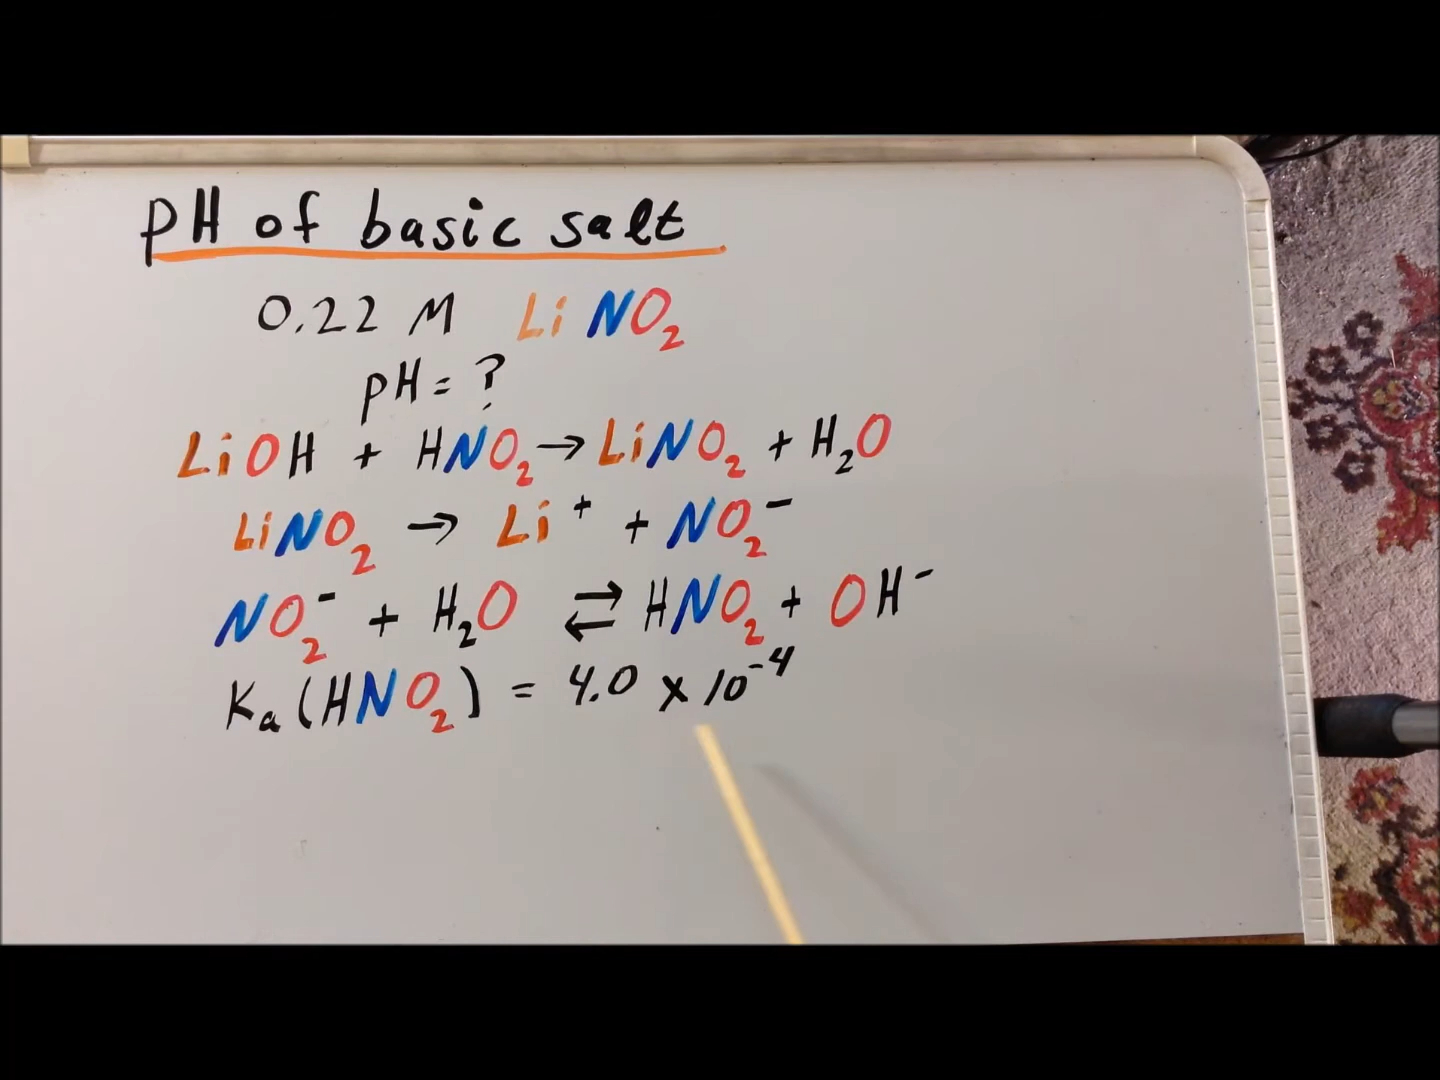 pH of basic salt
0.22 M LiNO₂
pH = ?
LiOH + HNO₂ → LiNO₂ + H₂O
LiNO₂ → Li⁺ + NO₂⁻
NO₂⁻ + H₂O ⇌ HNO₂ + OH⁻
Kₐ(HNO₂) = 4.0 x 10⁻⁴